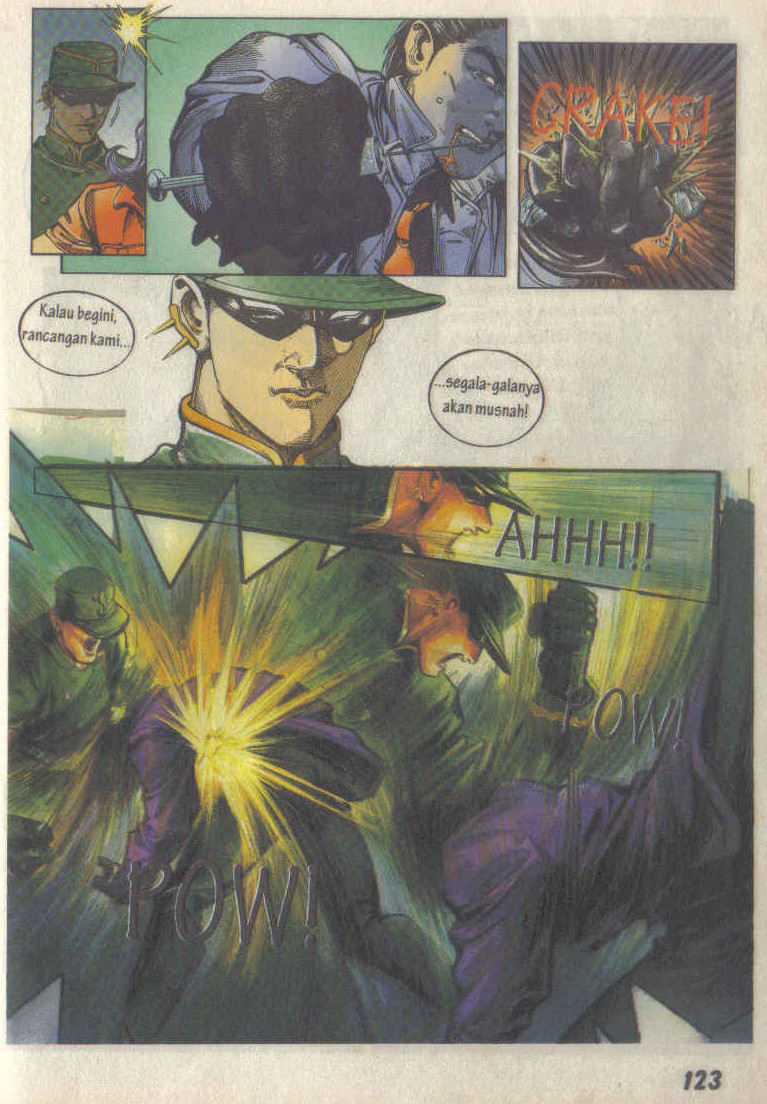 CRAKE!
Kalau begini,
rancangan kami...
...segala-galanya
akan musnah!
AHHH!!
POW!
POW!
123